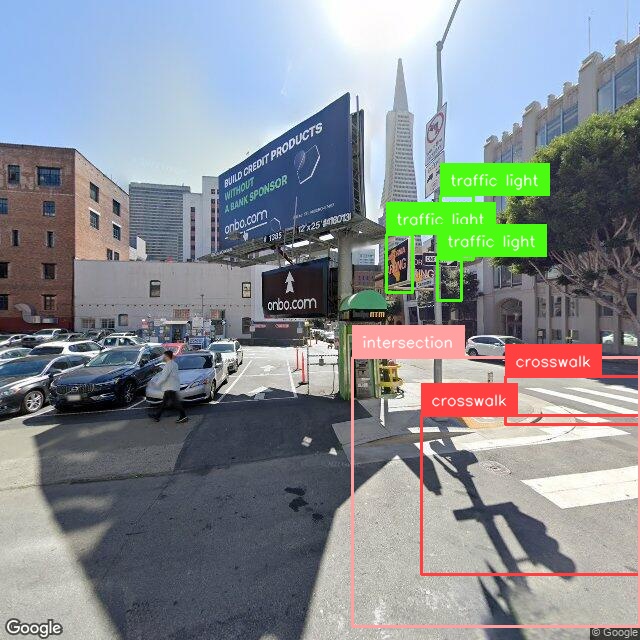 BUILD CREDIT PRODUCTS
WITHOUT
A BANK SPONSOR
onbo.com
onbo.com
ATM
traffic light
traffic light
traffic light
intersection
crosswalk
crosswalk
Google
© Google